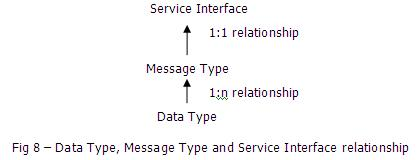 Service Interface
1:1 relationship
Message Type
1:n relationship
Data Type
Fig 8 – Data Type, Message Type and Service Interface relationship